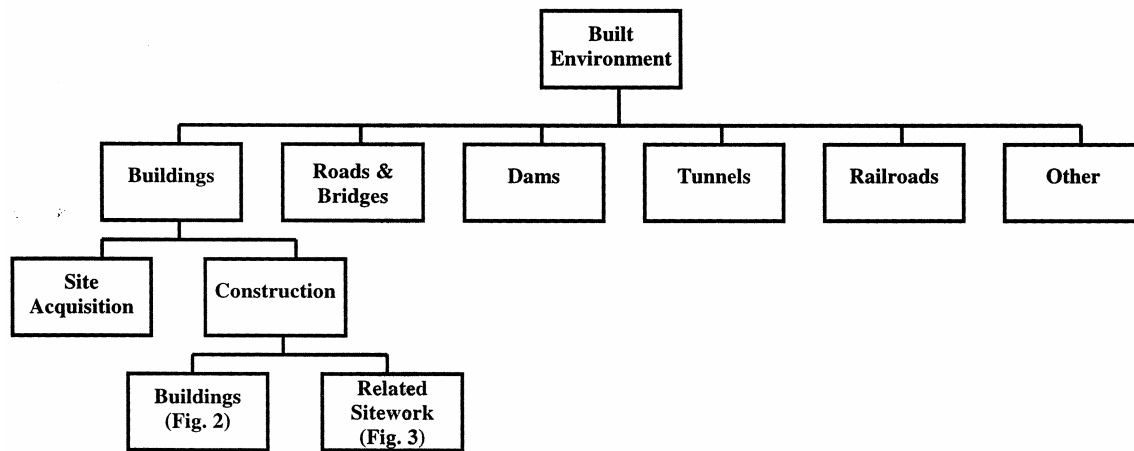 Built
Environment
Buildings
Roads &
Bridges
Dams
Tunnels
Railroads
Other
Site
Acquisition
Construction
Buildings
(Fig. 2)
Related
Sitework
(Fig. 3)